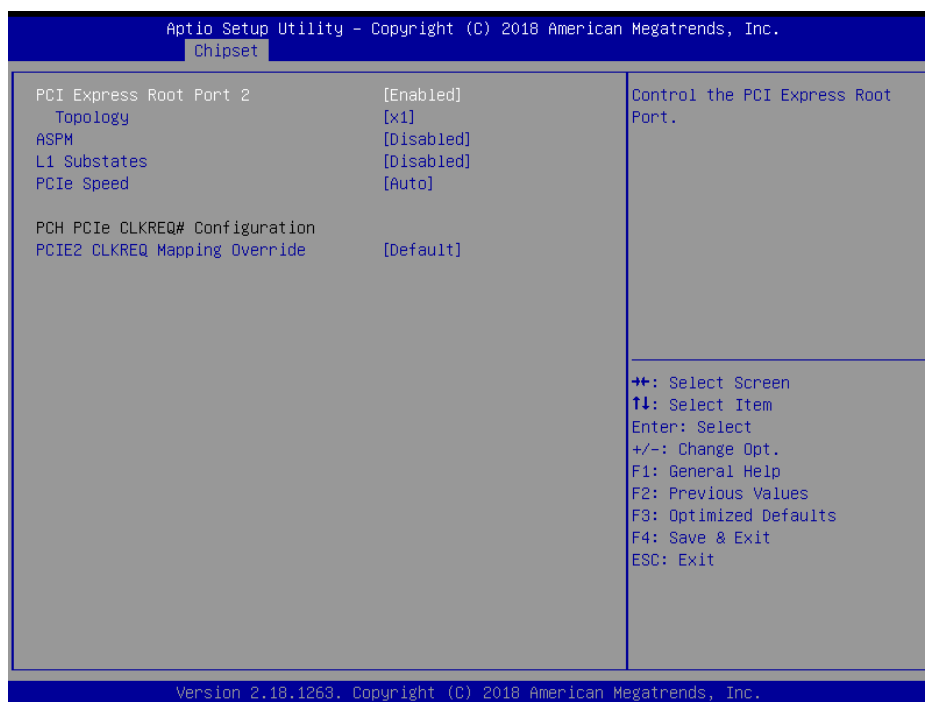 Aptio Setup Utility – Copyright (C) 2018 American Megatrends, Inc.
Chipset
PCI Express Root Port 2 [Enabled]
Topology [x1]
ASPM [Disabled]
L1 Substates [Disabled]
PCIe Speed [Auto]
PCH PCIe CLKREQ# Configuration
PCIE2 CLKREQ Mapping Override [Default]
Control the PCI Express Root
Port.
→←: Select Screen
↑↓: Select Item
Enter: Select
+/-: Change Opt.
F1: General Help
F2: Previous Values
F3: Optimized Defaults
F4: Save & Exit
ESC: Exit
Version 2.18.1263. Copyright (C) 2018 American Megatrends, Inc.